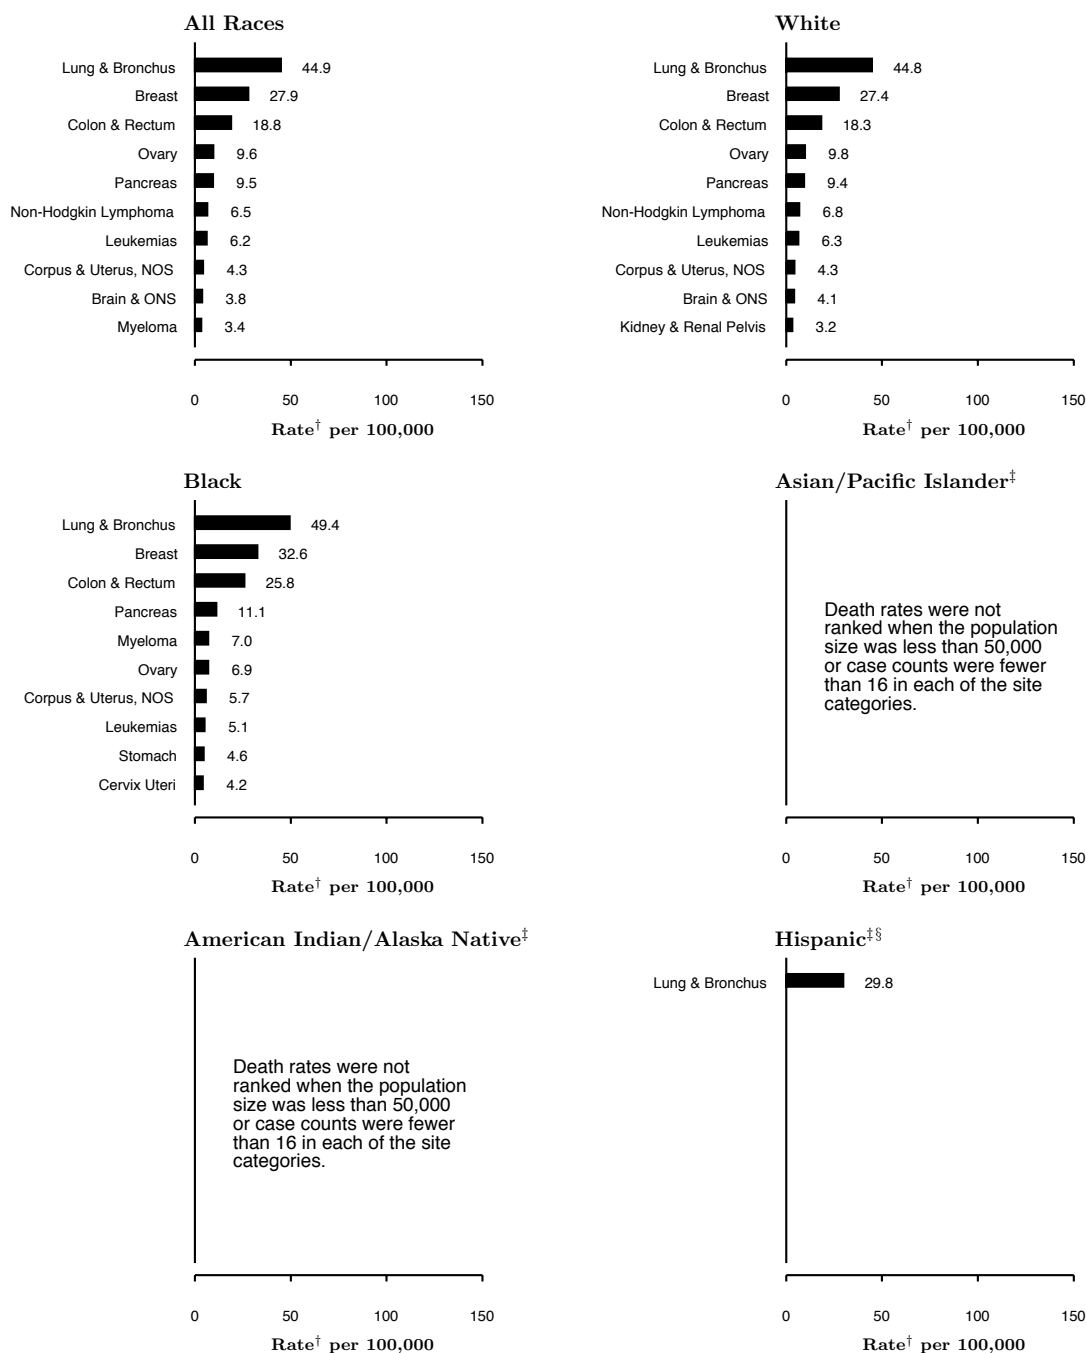 All Races
Lung & Bronchus 44.9
Breast 27.9
Colon & Rectum 18.8
Ovary 9.6
Pancreas 9.5
Non-Hodgkin Lymphoma 6.5
Leukemias 6.2
Corpus & Uterus, NOS 4.3
Brain & ONS 3.8
Myeloma 3.4
0 50 100 150
Rate† per 100,000
White
Lung & Bronchus 44.8
Breast 27.4
Colon & Rectum 18.3
Ovary 9.8
Pancreas 9.4
Non-Hodgkin Lymphoma 6.8
Leukemias 6.3
Corpus & Uterus, NOS 4.3
Brain & ONS 4.1
Kidney & Renal Pelvis 3.2
0 50 100 150
Rate† per 100,000
Black
Lung & Bronchus 49.4
Breast 32.6
Colon & Rectum 25.8
Pancreas 11.1
Myeloma 7.0
Ovary 6.9
Corpus & Uterus, NOS 5.7
Leukemias 5.1
Stomach 4.6
Cervix Uteri 4.2
0 50 100 150
Rate† per 100,000
Asian/Pacific Islander‡
Death rates were not
ranked when the population
size was less than 50,000
or case counts were fewer
than 16 in each of the site
categories.
0 50 100 150
Rate† per 100,000
American Indian/Alaska Native‡
Death rates were not
ranked when the population
size was less than 50,000
or case counts were fewer
than 16 in each of the site
categories.
0 50 100 150
Rate† per 100,000
Hispanic‡§
Lung & Bronchus 29.8
0 50 100 150
Rate† per 100,000